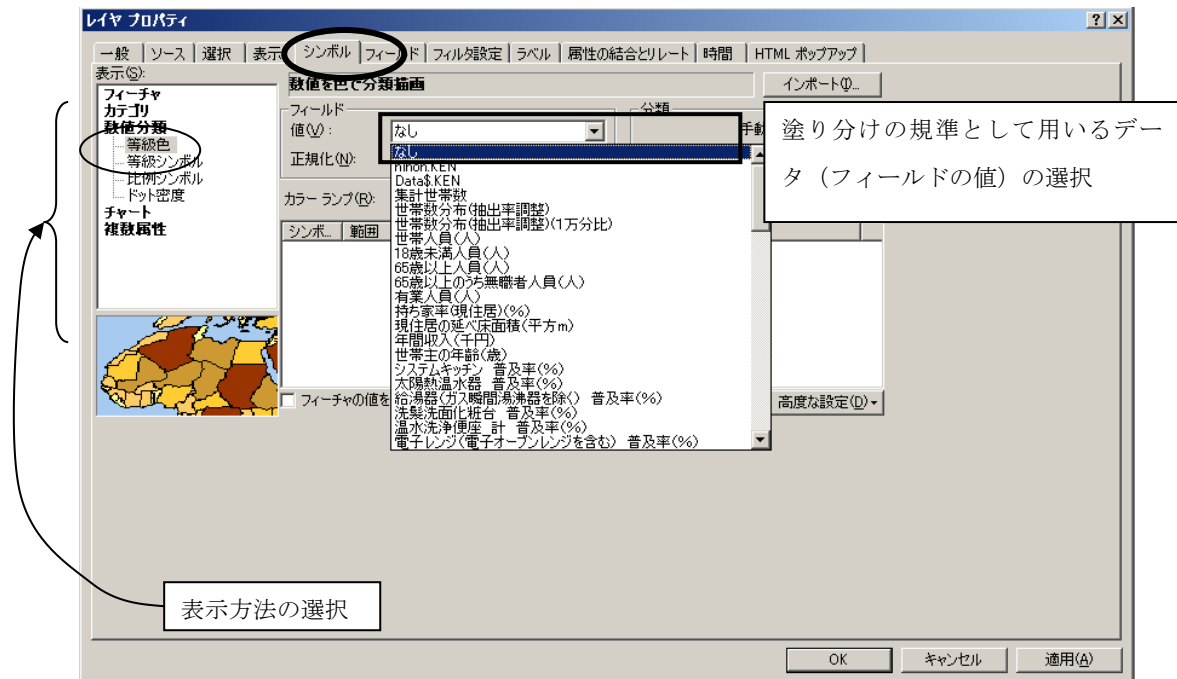 レイヤ プロパティ
一般 ソース 選択 表示 シンボル フィールド フィルタ設定 ラベル 属性の結合とリレート 時間 HTML ポップアップ
表示(S):
フィーチャ
カテゴリ
数値分類
等級色
等級シンボル
比例シンボル
ドット密度
チャート
複数属性
数値を色で分類描画
インポート(I)...
フィールド
分類
値(V):
なし
手動
正規化(N):
カラー ランプ(R):
シンボ... 範囲
なし
nihon.KEN
Data$.KEN
集計世帯数
世帯数分布(抽出率調整)
世帯数分布(抽出率調整)(1万分比)
世帯人員(人)
18歳未満人員(人)
65歳以上人員(人)
65歳以上のうち無職者人員(人)
有業人員(人)
持ち家率(現住居)(%)
現住居の延べ床面積(平方m)
年間収入(千円)
世帯主の年齢(歳)
システムキッチン 普及率(%)
太陽熱温水器 普及率(%)
給湯器(ガス瞬間湯沸器を除く) 普及率(%)
洗髪洗面化粧台 普及率(%)
温水洗浄便座 計 普及率(%)
電子レンジ(電子オーブンレンジを含む) 普及率(%)
フィーチャの値を
高度な設定(D)
塗り分けの規準として用いるデー
タ（フィールドの値）の選択
表示方法の選択
OK キャンセル 適用(A)